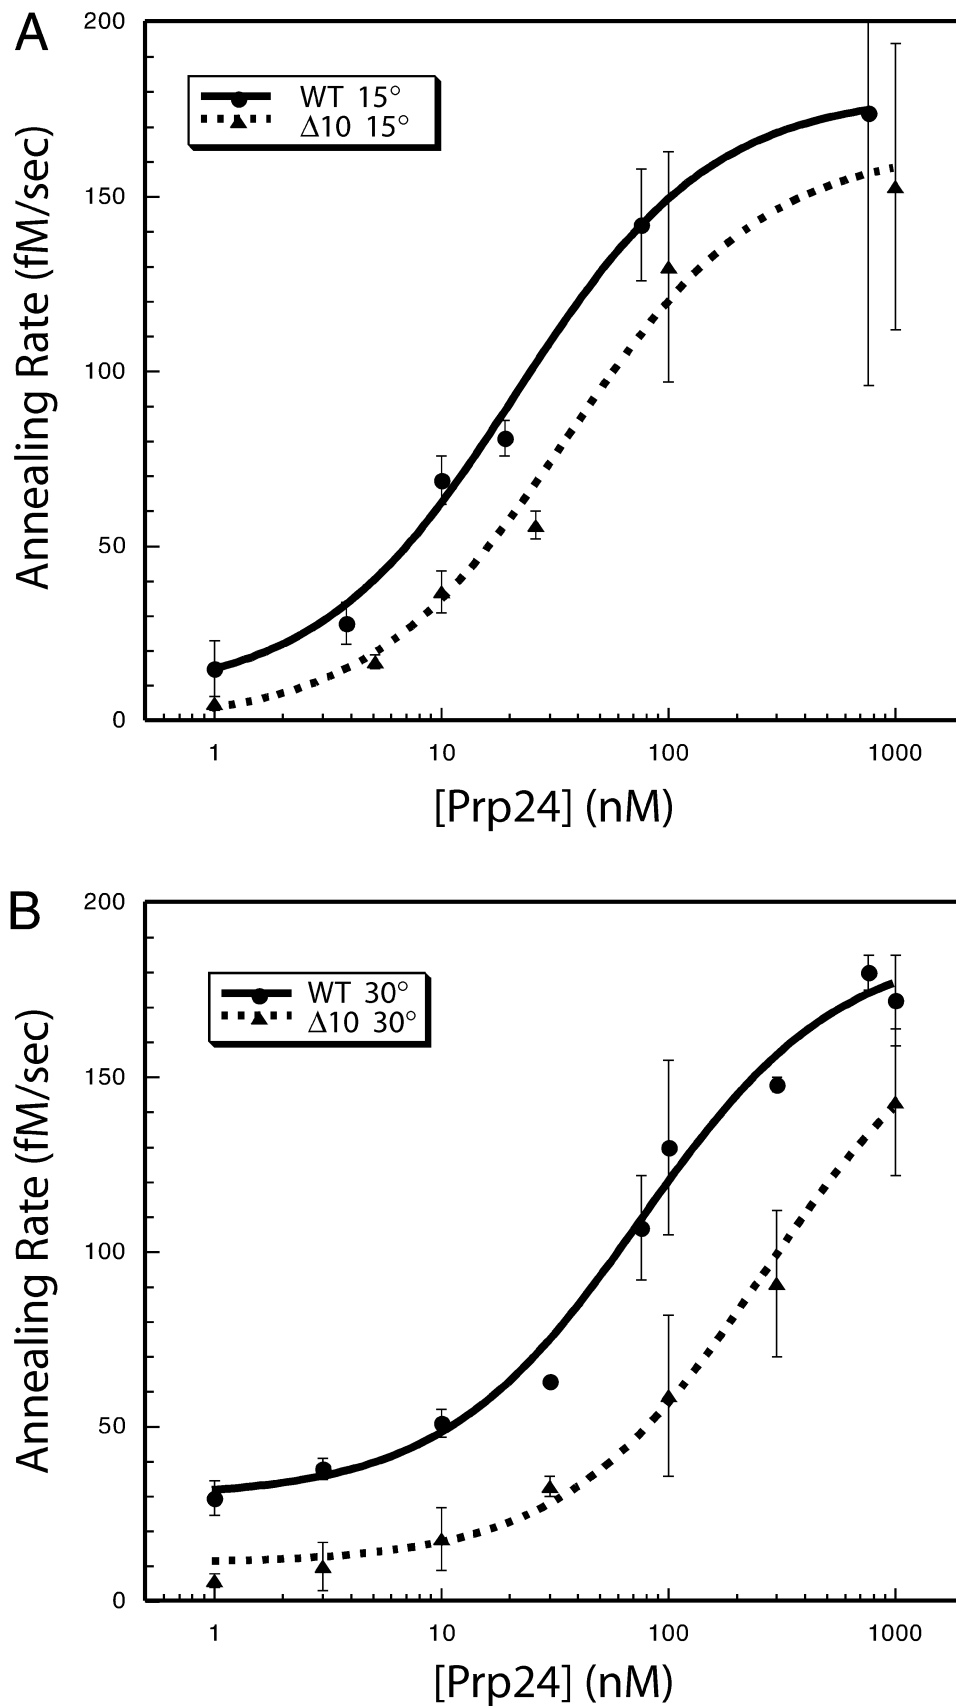 A
200
150
100
50
0
Annealing Rate (fM/sec)
WT 15°
Δ10 15°
1 10 100 1000
[Prp24] (nM)
B
200
150
100
50
0
Annealing Rate (fM/sec)
WT 30°
Δ10 30°
1 10 100 1000
[Prp24] (nM)